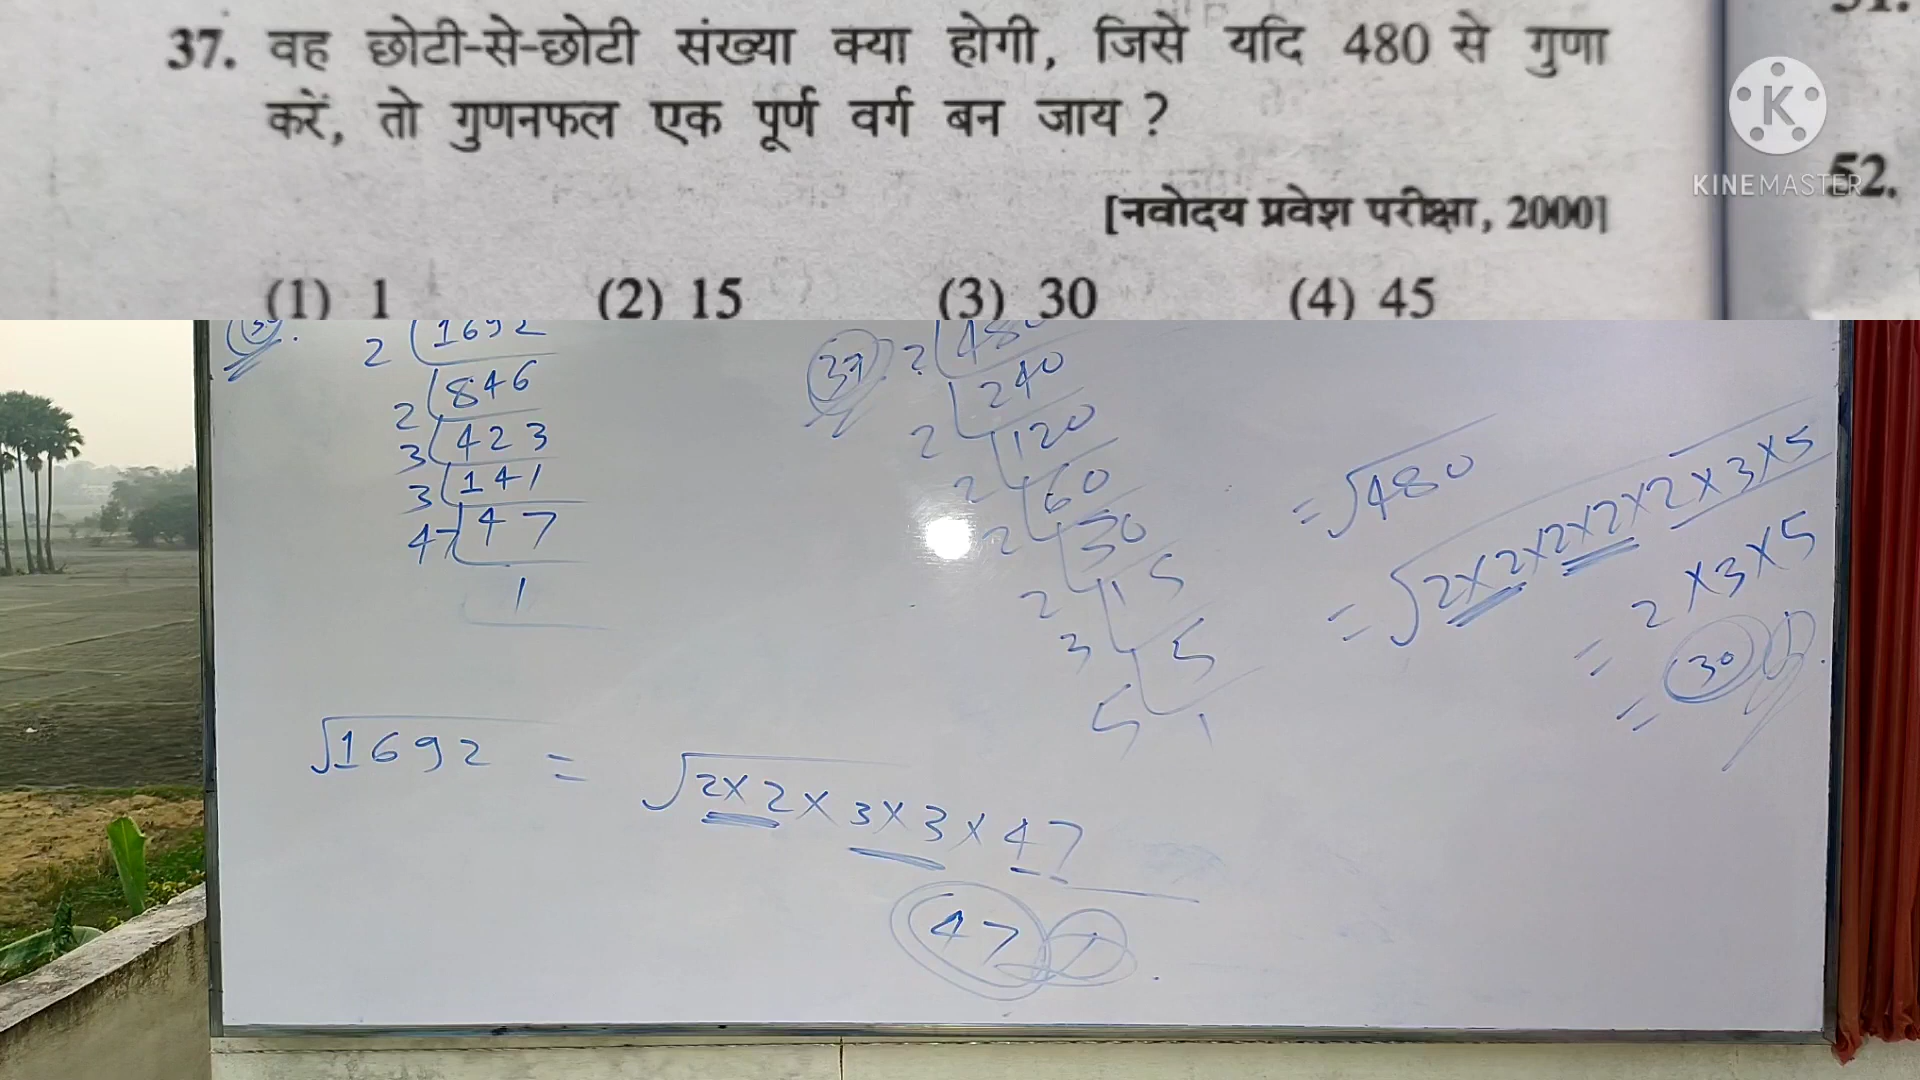 37. वह छोटी-से-छोटी संख्या क्या होगी, जिसे यदि 480 से गुणा
करें, तो गुणनफल एक पूर्ण वर्ग बन जाय ?
[नवोदय प्रवेश परीक्षा, 2000]
(1) 1 (2) 15 (3) 30 (4) 45
52.
KINEMASTER
2 1692
2 846
3 423
3 141
47 47
1
√1692 = √2×2×3×3×47
47
37. 2 480
2 240
2 120
2 60
2 30
3 15
5 5
1
= √480
= √2×2×2×2×2×3×5
= 2×3×5
= 30